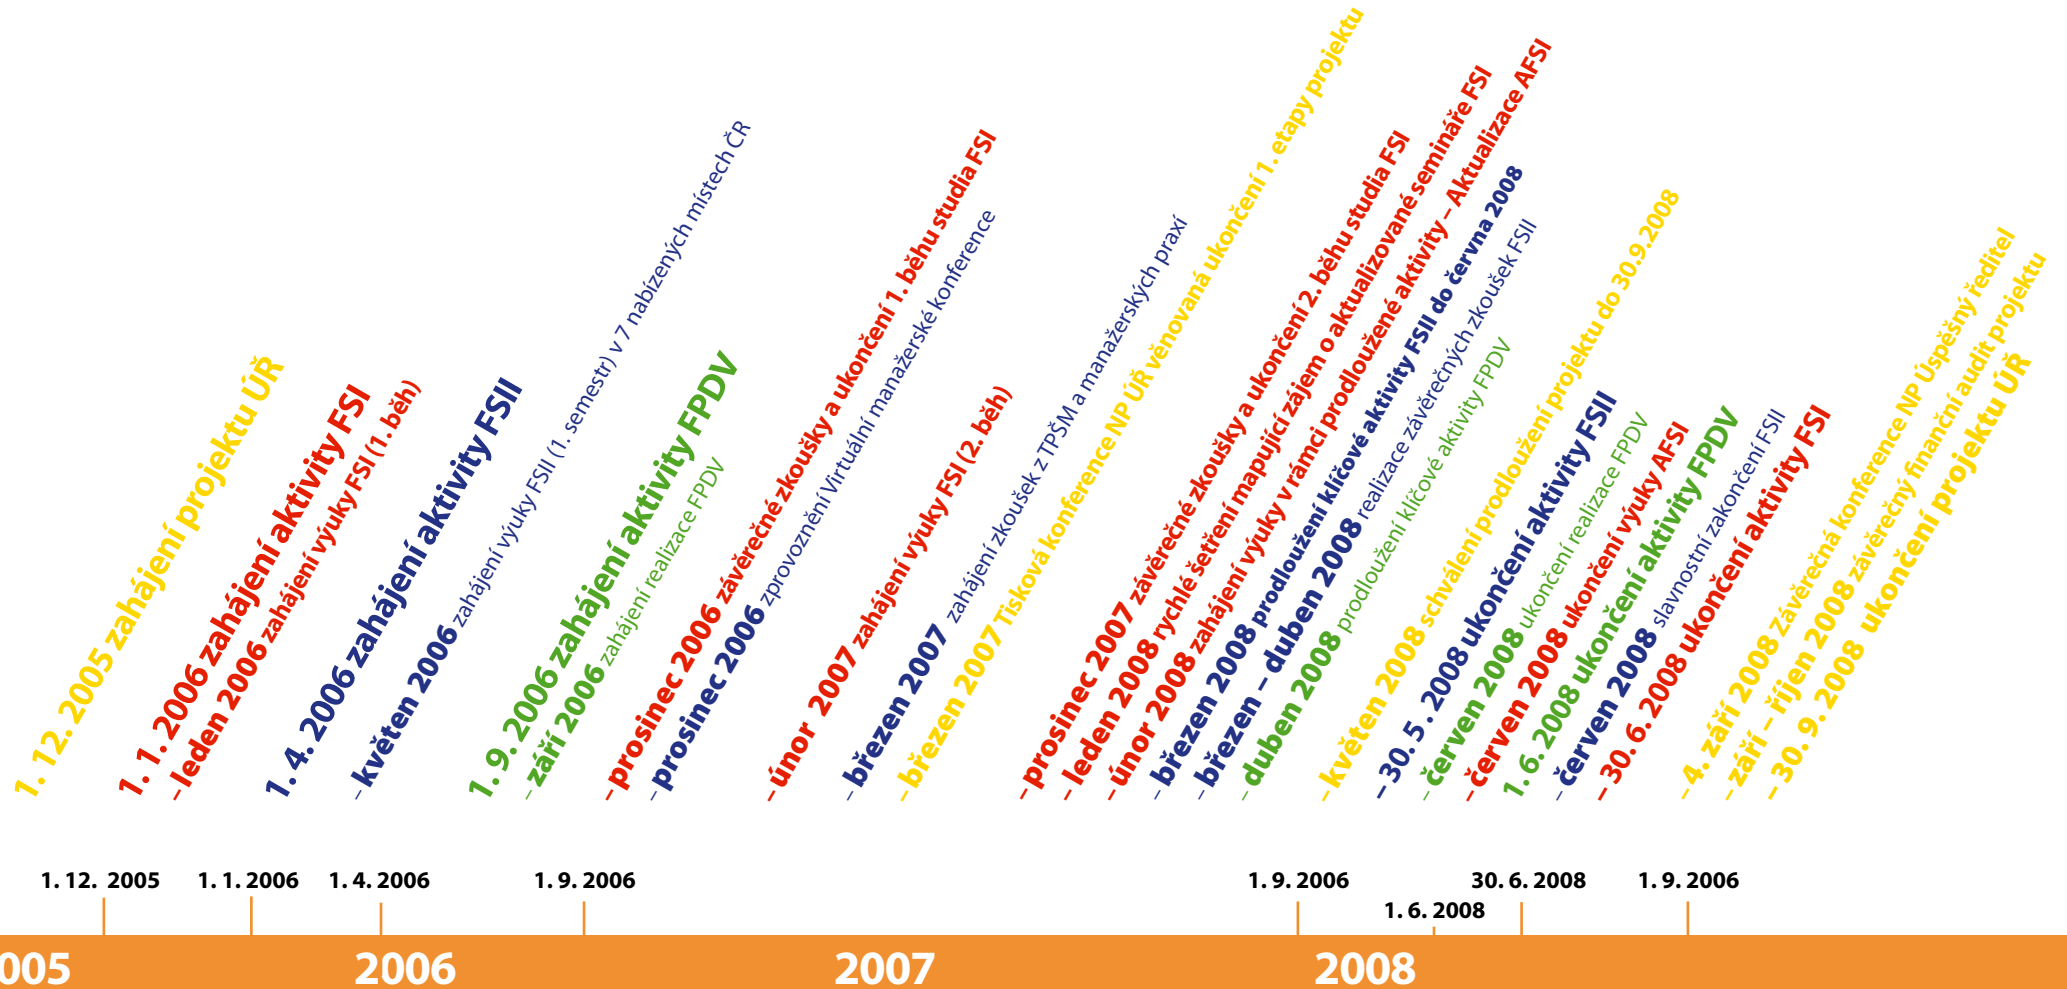 1. 12. 2005 zahájení projektu ÚŘ
1. 1. 2006 zahájení aktivity FSI
– leden 2006 zahájení výuky FSI (1. běh)
1. 4. 2006 zahájení aktivity FSII
– květen 2006 zahájení výuky FSII (1. semestr) v 7 nabízených místech ČR
1. 9. 2006 zahájení aktivity FPDV
– září 2006 zahájení realizace FPDV
– prosinec 2006 závěrečné zkoušky a ukončení 1. běhu studia FSI
– prosinec 2006 zprovoznění Virtuální manažerské konference
– únor 2007 zahájení výuky FSI (2. běh)
– březen 2007 zahájení zkoušek z TPŠM a manažerských praxí
– březen 2007 Tisková konference NP ÚŘ věnovaná ukončení 1. etapy projektu
– prosinec 2007 závěrečné zkoušky a ukončení 2. běhu studia FSI
– leden 2008 rychlé šetření mapující zájem o aktualizované semináře FSI
– únor 2008 zahájení výuky v rámci prodloužené aktivity – Aktualizace AFSI
– březen 2008 prodloužení klíčové aktivity FSII do června 2008
– březen – duben 2008 realizace závěrečných zkoušek FSII
– duben 2008 prodloužení klíčové aktivity FPDV
– květen 2008 schválení prodloužení projektu do 30.9.2008
– 30. 5. 2008 ukončení aktivity FSII
– červen 2008 ukončení realizace FPDV
– červen 2008 ukončení výuky AFSI
1. 6. 2008 ukončení aktivity FPDV
– červen 2008 slavnostní zakončení FSII
– 30. 6. 2008 ukončení aktivity FSI
– 4. září 2008 Závěrečná konference NP Úspěšný ředitel
– září – říjen 2008 závěrečný finanční audit projektu
– 30. 9. 2008 ukončení projektu ÚŘ
1. 12. 2005
1. 1. 2006
1. 4. 2006
1. 9. 2006
1. 9. 2006
1. 6. 2008
30. 6. 2008
1. 9. 2006
005
2006
2007
2008